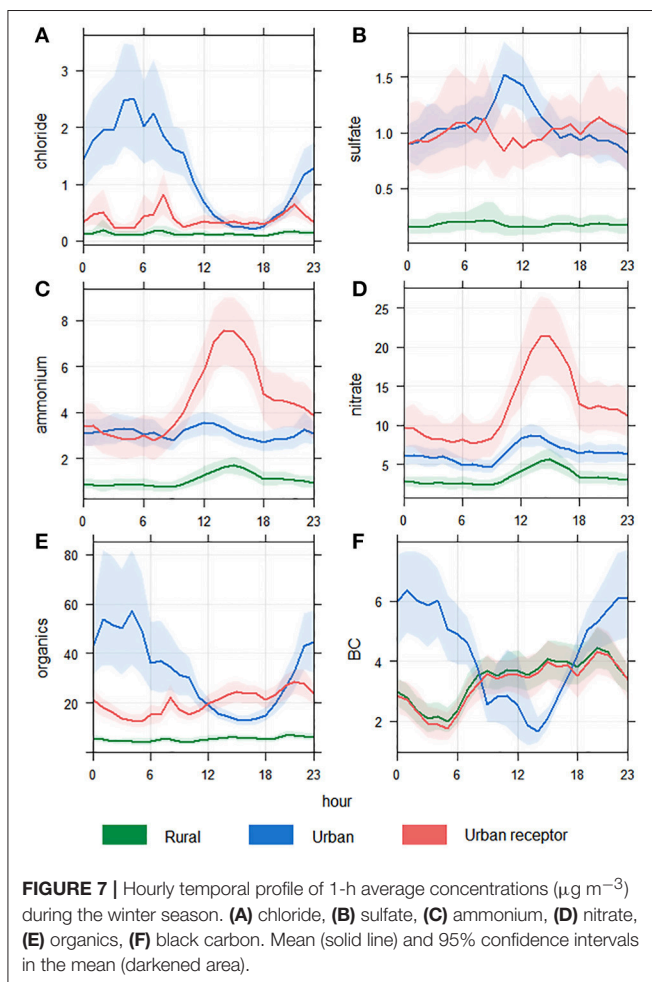 A
B
3
2
1
0
chloride
0
6
12
18
23
1.5
1.0
0.5
sulfate
0
6
12
18
23
C
D
8
6
4
2
ammonium
0
6
12
18
23
25
20
15
10
5
nitrate
0
6
12
18
23
E
F
80
60
40
20
organics
0
6
12
18
23
6
4
2
BC
0
6
12
18
23
hour
Rural
Urban
Urban receptor
FIGURE 7 | Hourly temporal profile of 1-h average concentrations (μg m−3)
during the winter season. (A) chloride, (B) sulfate, (C) ammonium, (D) nitrate,
(E) organics, (F) black carbon. Mean (solid line) and 95% confidence intervals
in the mean (darkened area).